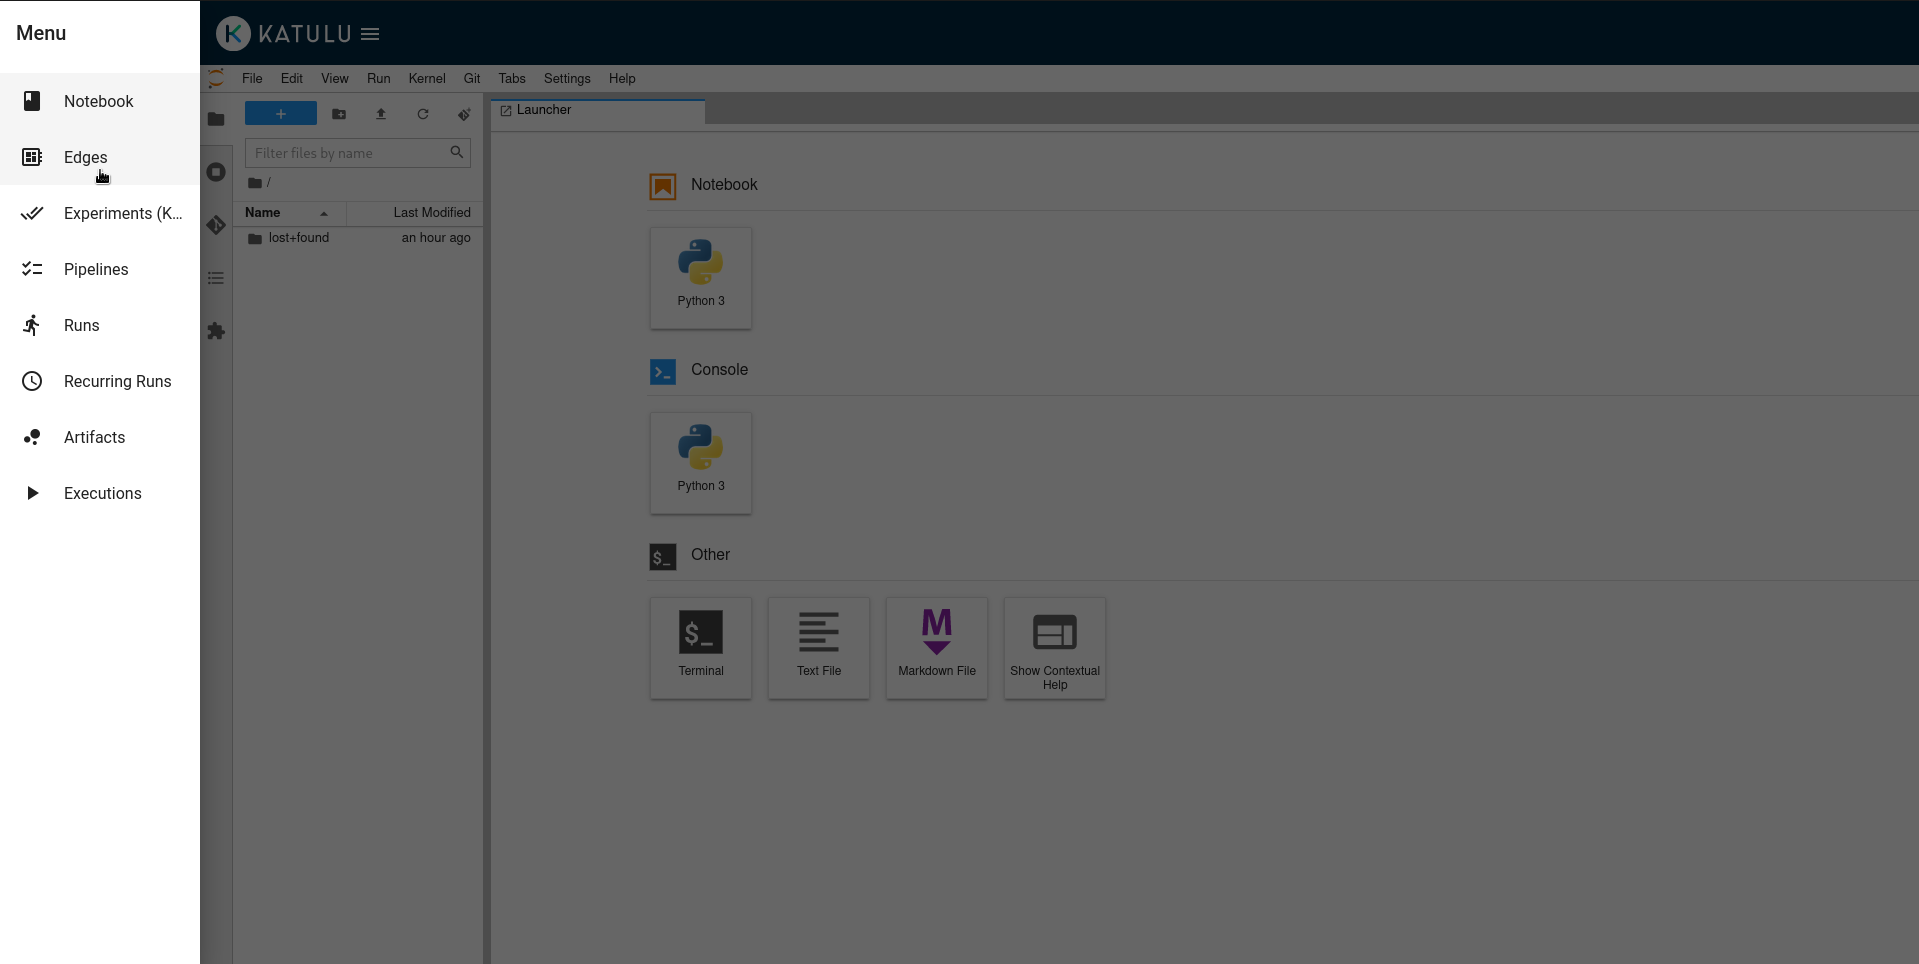 Menu
Notebook
Edges
Experiments (K...
Pipelines
Runs
Recurring Runs
Artifacts
Executions
KATULU
File Edit View Run Kernel Git Tabs Settings Help
+
Filter files by name
/
Name Last Modified
lost+found an hour ago
Launcher
Notebook
Python 3
>_ Console
Python 3
$_ Other
$_
Terminal
Text File
M
Markdown File
Show Contextual
Help